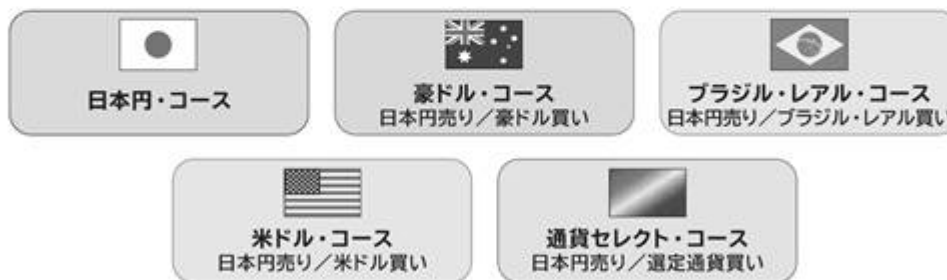 日本円・コース
豪ドル・コース
日本円売り／豪ドル買い
ブラジル・レアル・コース
日本円売り／ブラジル・レアル買い
米ドル・コース
日本円売り／米ドル買い
通貨セレクト・コース
日本円売り／選定通貨買い